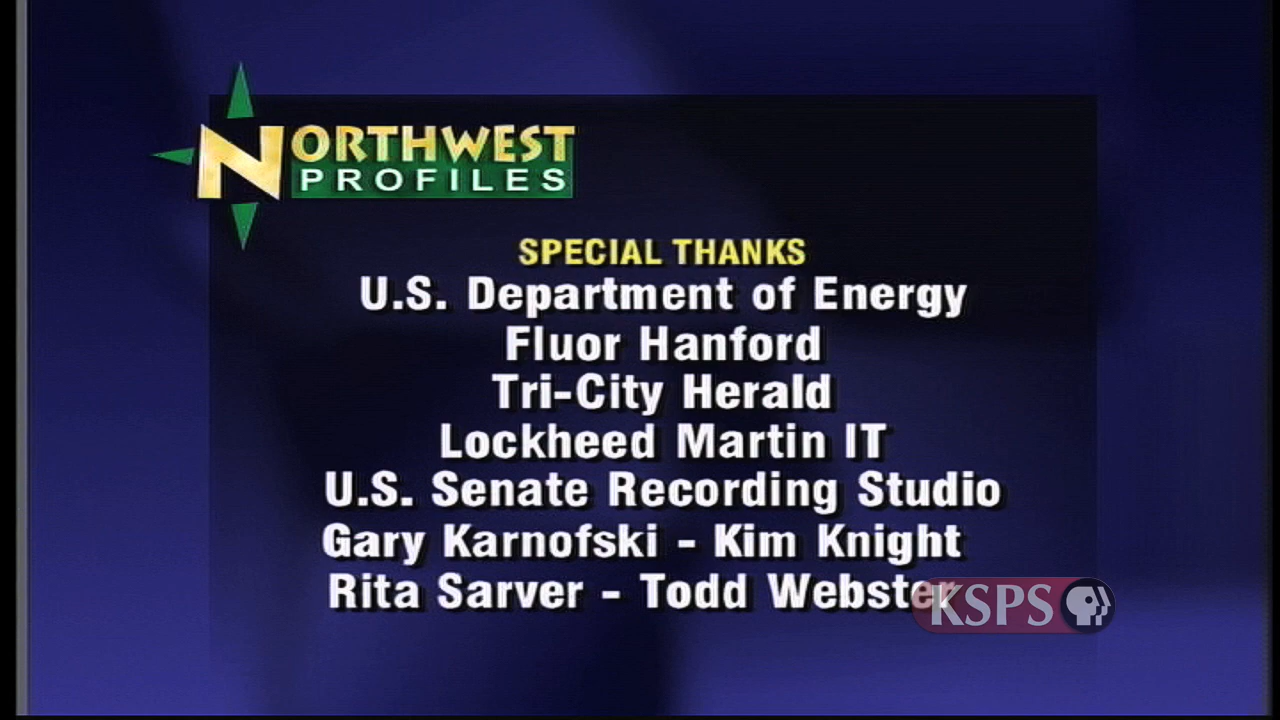 NORTHWEST
PROFILES
SPECIAL THANKS
U.S. Department of Energy
Fluor Hanford
Tri-City Herald
Lockheed Martin IT
U.S. Senate Recording Studio
Gary Karnofski - Kim Knight
Rita Sarver - Todd Webster
KSPS